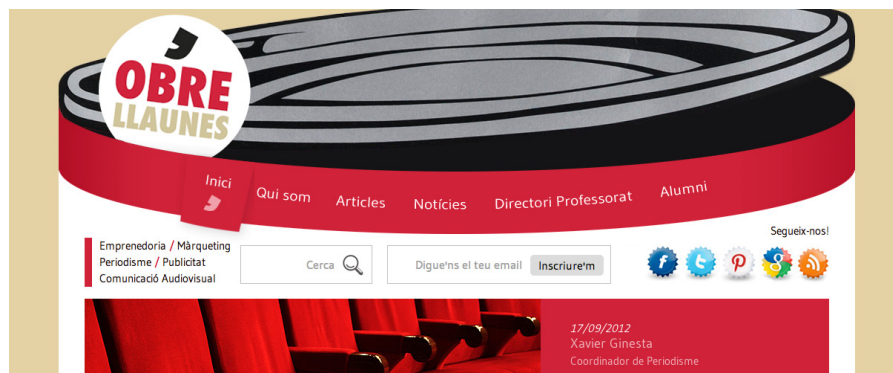 OBRE
LLAUNES
Inici
Qui som
Articles
Notícies
Directori Professorat
Alumni
Segueix-nos!
Emprenedoria / Màrqueting
Periodisme / Publicitat
Comunicació Audiovisual
Cerca
Digue'ns el teu email
Inscriure'm
17/09/2012
Xavier Ginesta
Coordinador de Periodisme